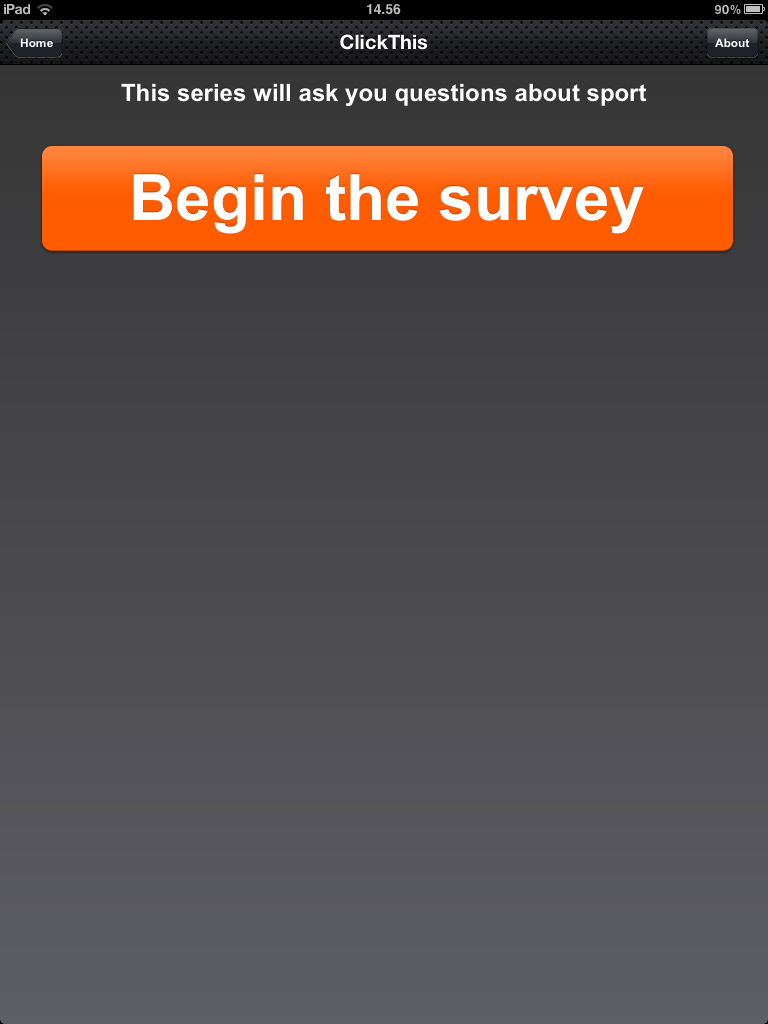 iPad 14.56 90%
Home ClickThis About
This series will ask you questions about sport
Begin the survey